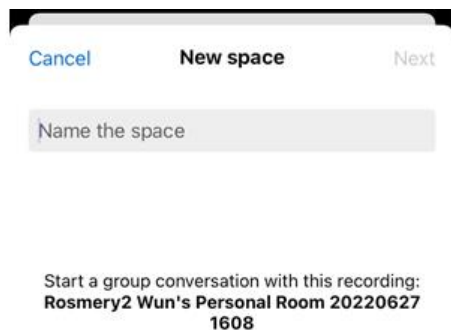 Cancel New space Next
Name the space
Start a group conversation with this recording:
Rosmery2 Wun's Personal Room 20220627
1608